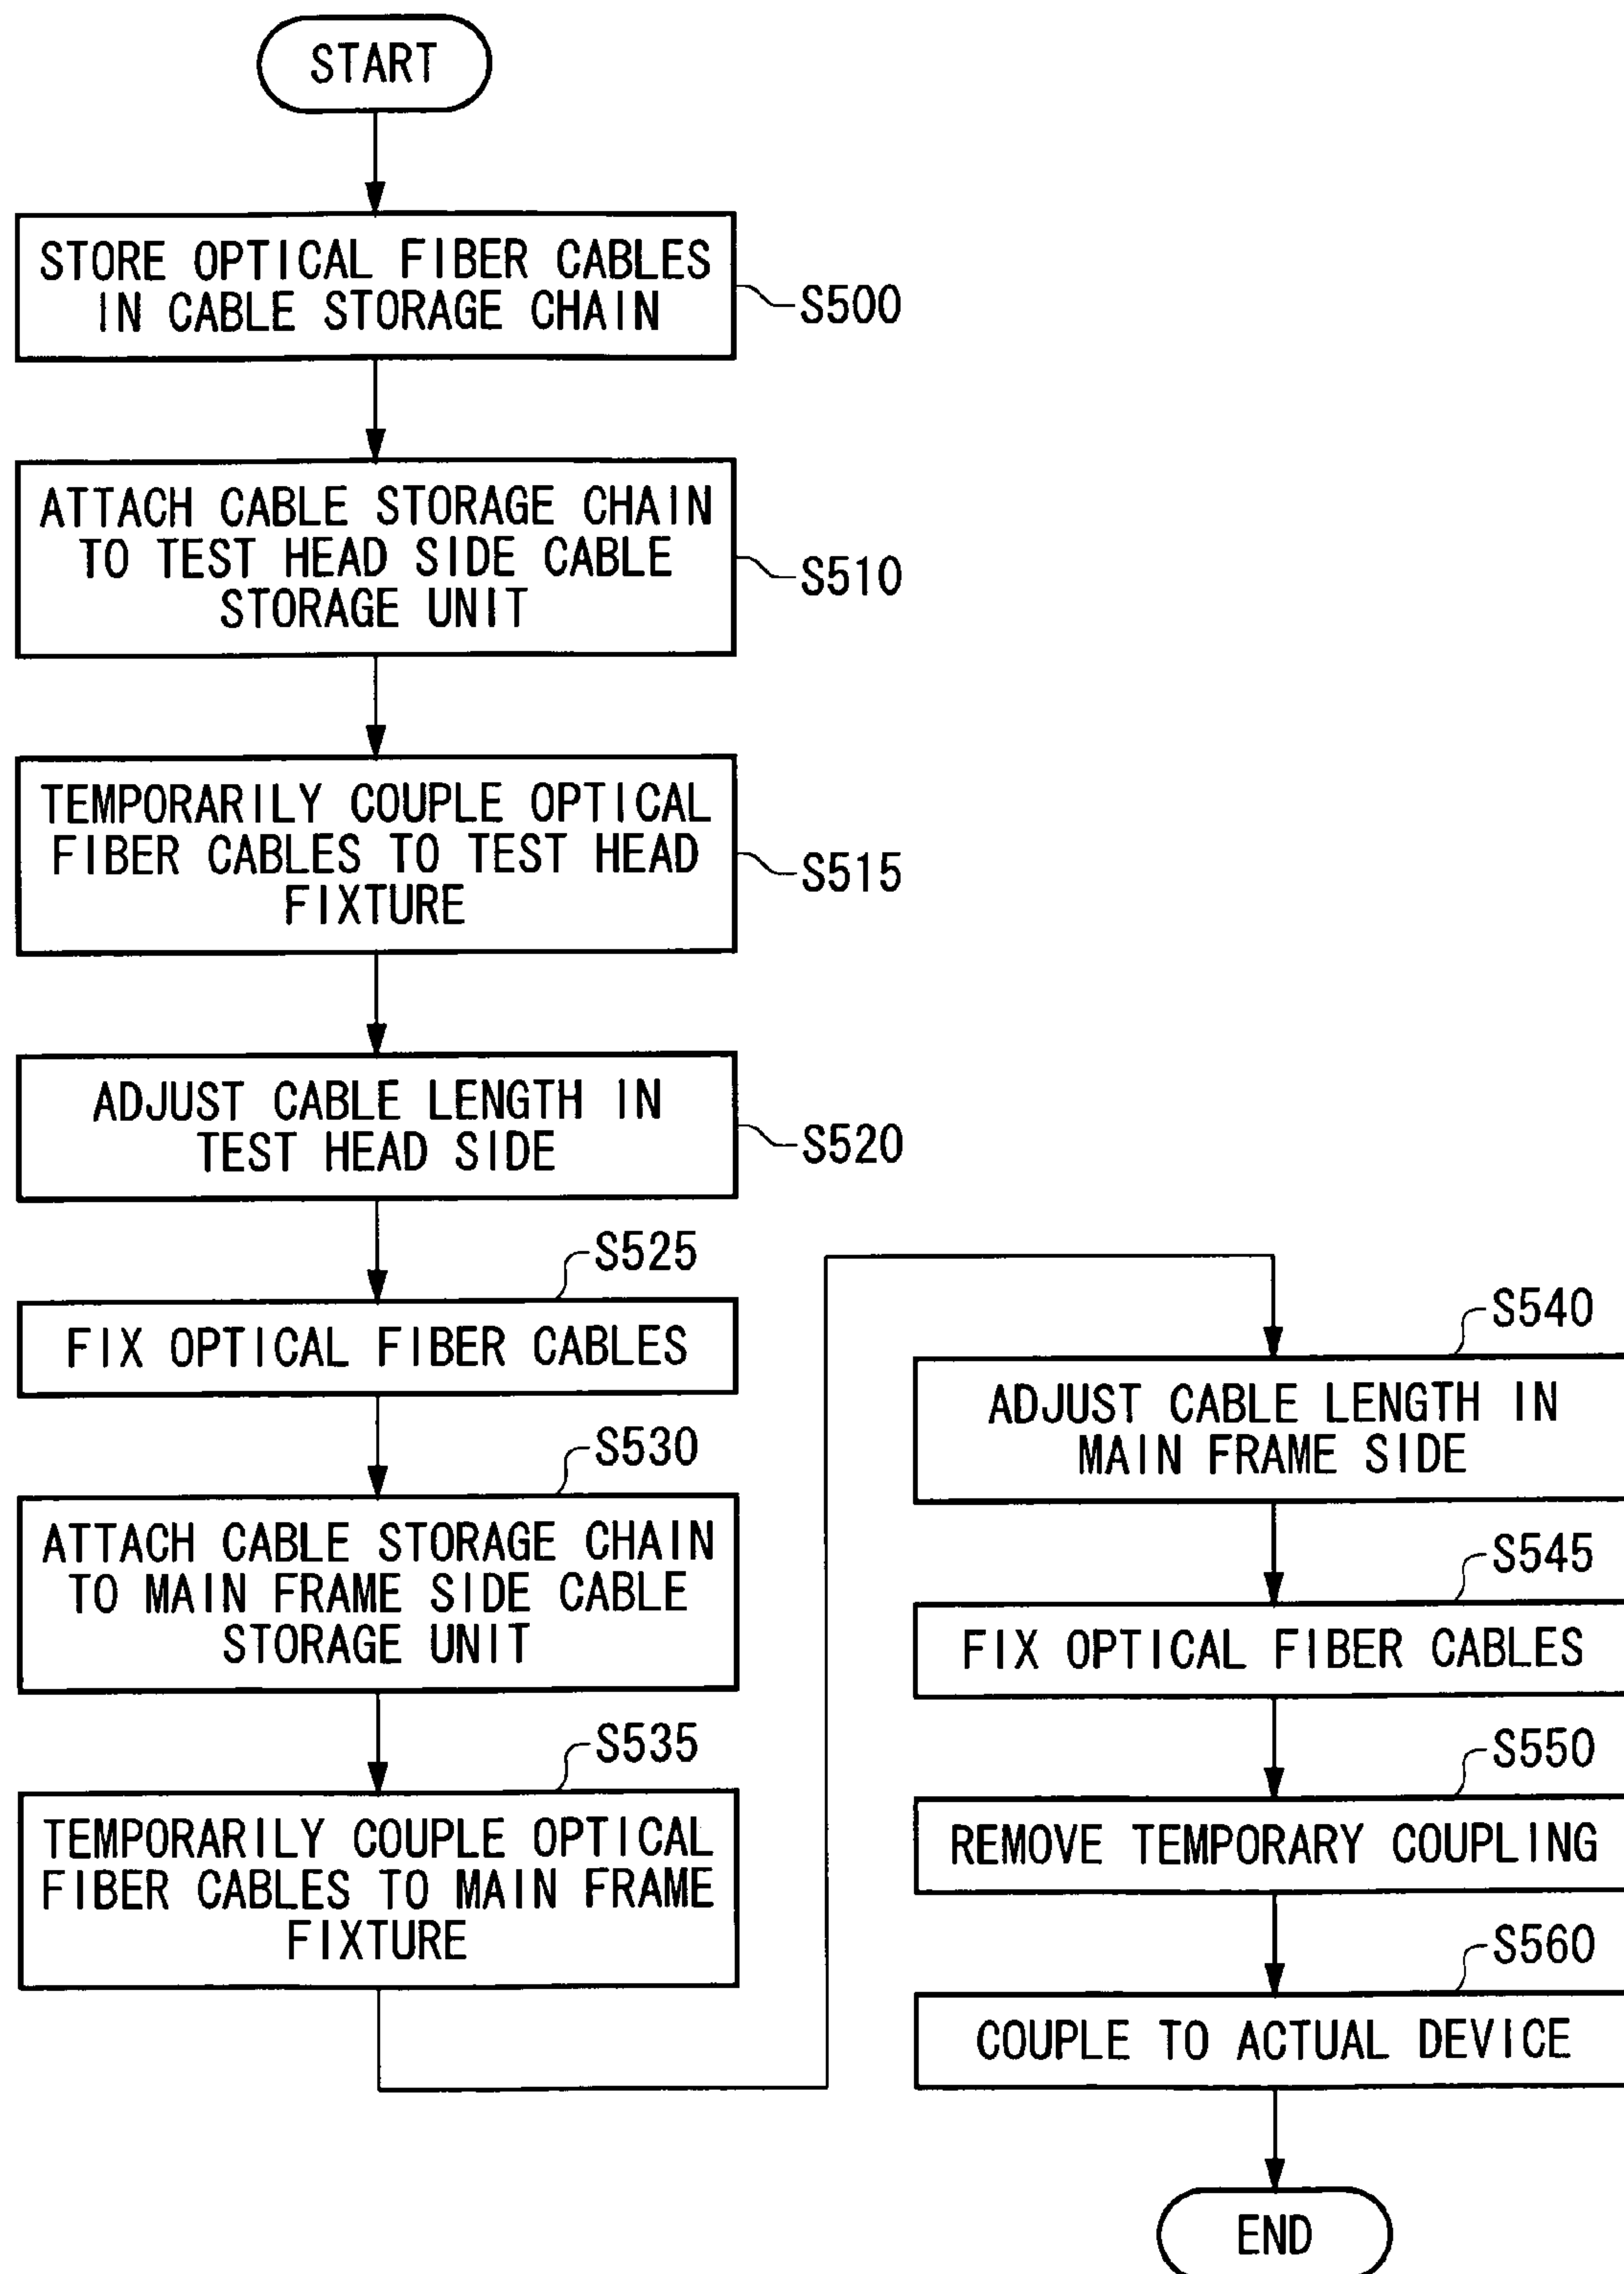 START
STORE OPTICAL FIBER CABLES
IN CABLE STORAGE CHAIN
S500
ATTACH CABLE STORAGE CHAIN
TO TEST HEAD SIDE CABLE
STORAGE UNIT
S510
TEMPORARILY COUPLE OPTICAL
FIBER CABLES TO TEST HEAD
FIXTURE
S515
ADJUST CABLE LENGTH IN
TEST HEAD SIDE
S520
S525
FIX OPTICAL FIBER CABLES
S530
ATTACH CABLE STORAGE CHAIN
TO MAIN FRAME SIDE CABLE
STORAGE UNIT
S535
TEMPORARILY COUPLE OPTICAL
FIBER CABLES TO MAIN FRAME
FIXTURE
S540
ADJUST CABLE LENGTH IN
MAIN FRAME SIDE
S545
FIX OPTICAL FIBER CABLES
S550
REMOVE TEMPORARY COUPLING
S560
COUPLE TO ACTUAL DEVICE
END